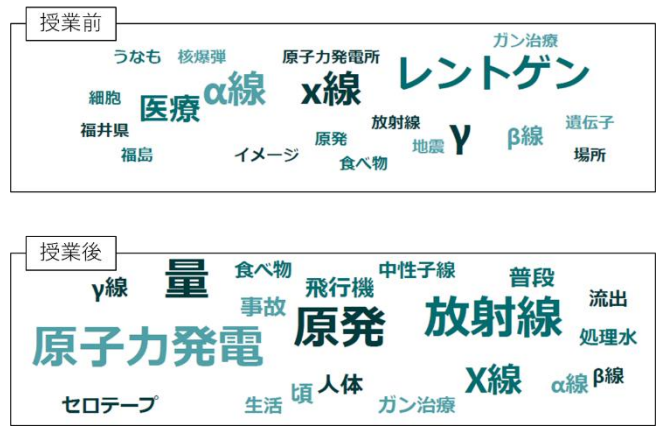 授業前
ガン治療
うなも 核爆弾 原子力発電所
レントゲン
細胞 医療 α線 x線
福井県 放射線 遺伝子
原発 地震 γ β線
福島 イメージ 食べ物 場所
授業後
γ線 量 食べ物 中性子線 普段
事故 飛行機 流出
原子力発電 原発 放射線 処理水
セロテープ 生活 頃 人体 ガン治療 X線 α線 β線